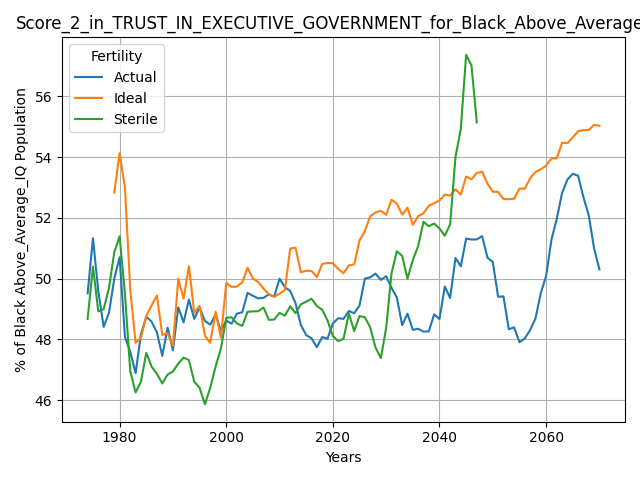 Score_2_in_TRUST_IN_EXECUTIVE_GOVERNMENT_for_Black_Above_Average
Fertility
Actual
Ideal
Sterile
% of Black Above_Average_IQ Population
56
54
52
50
48
46
1980
2000
2020
2040
2060
Years